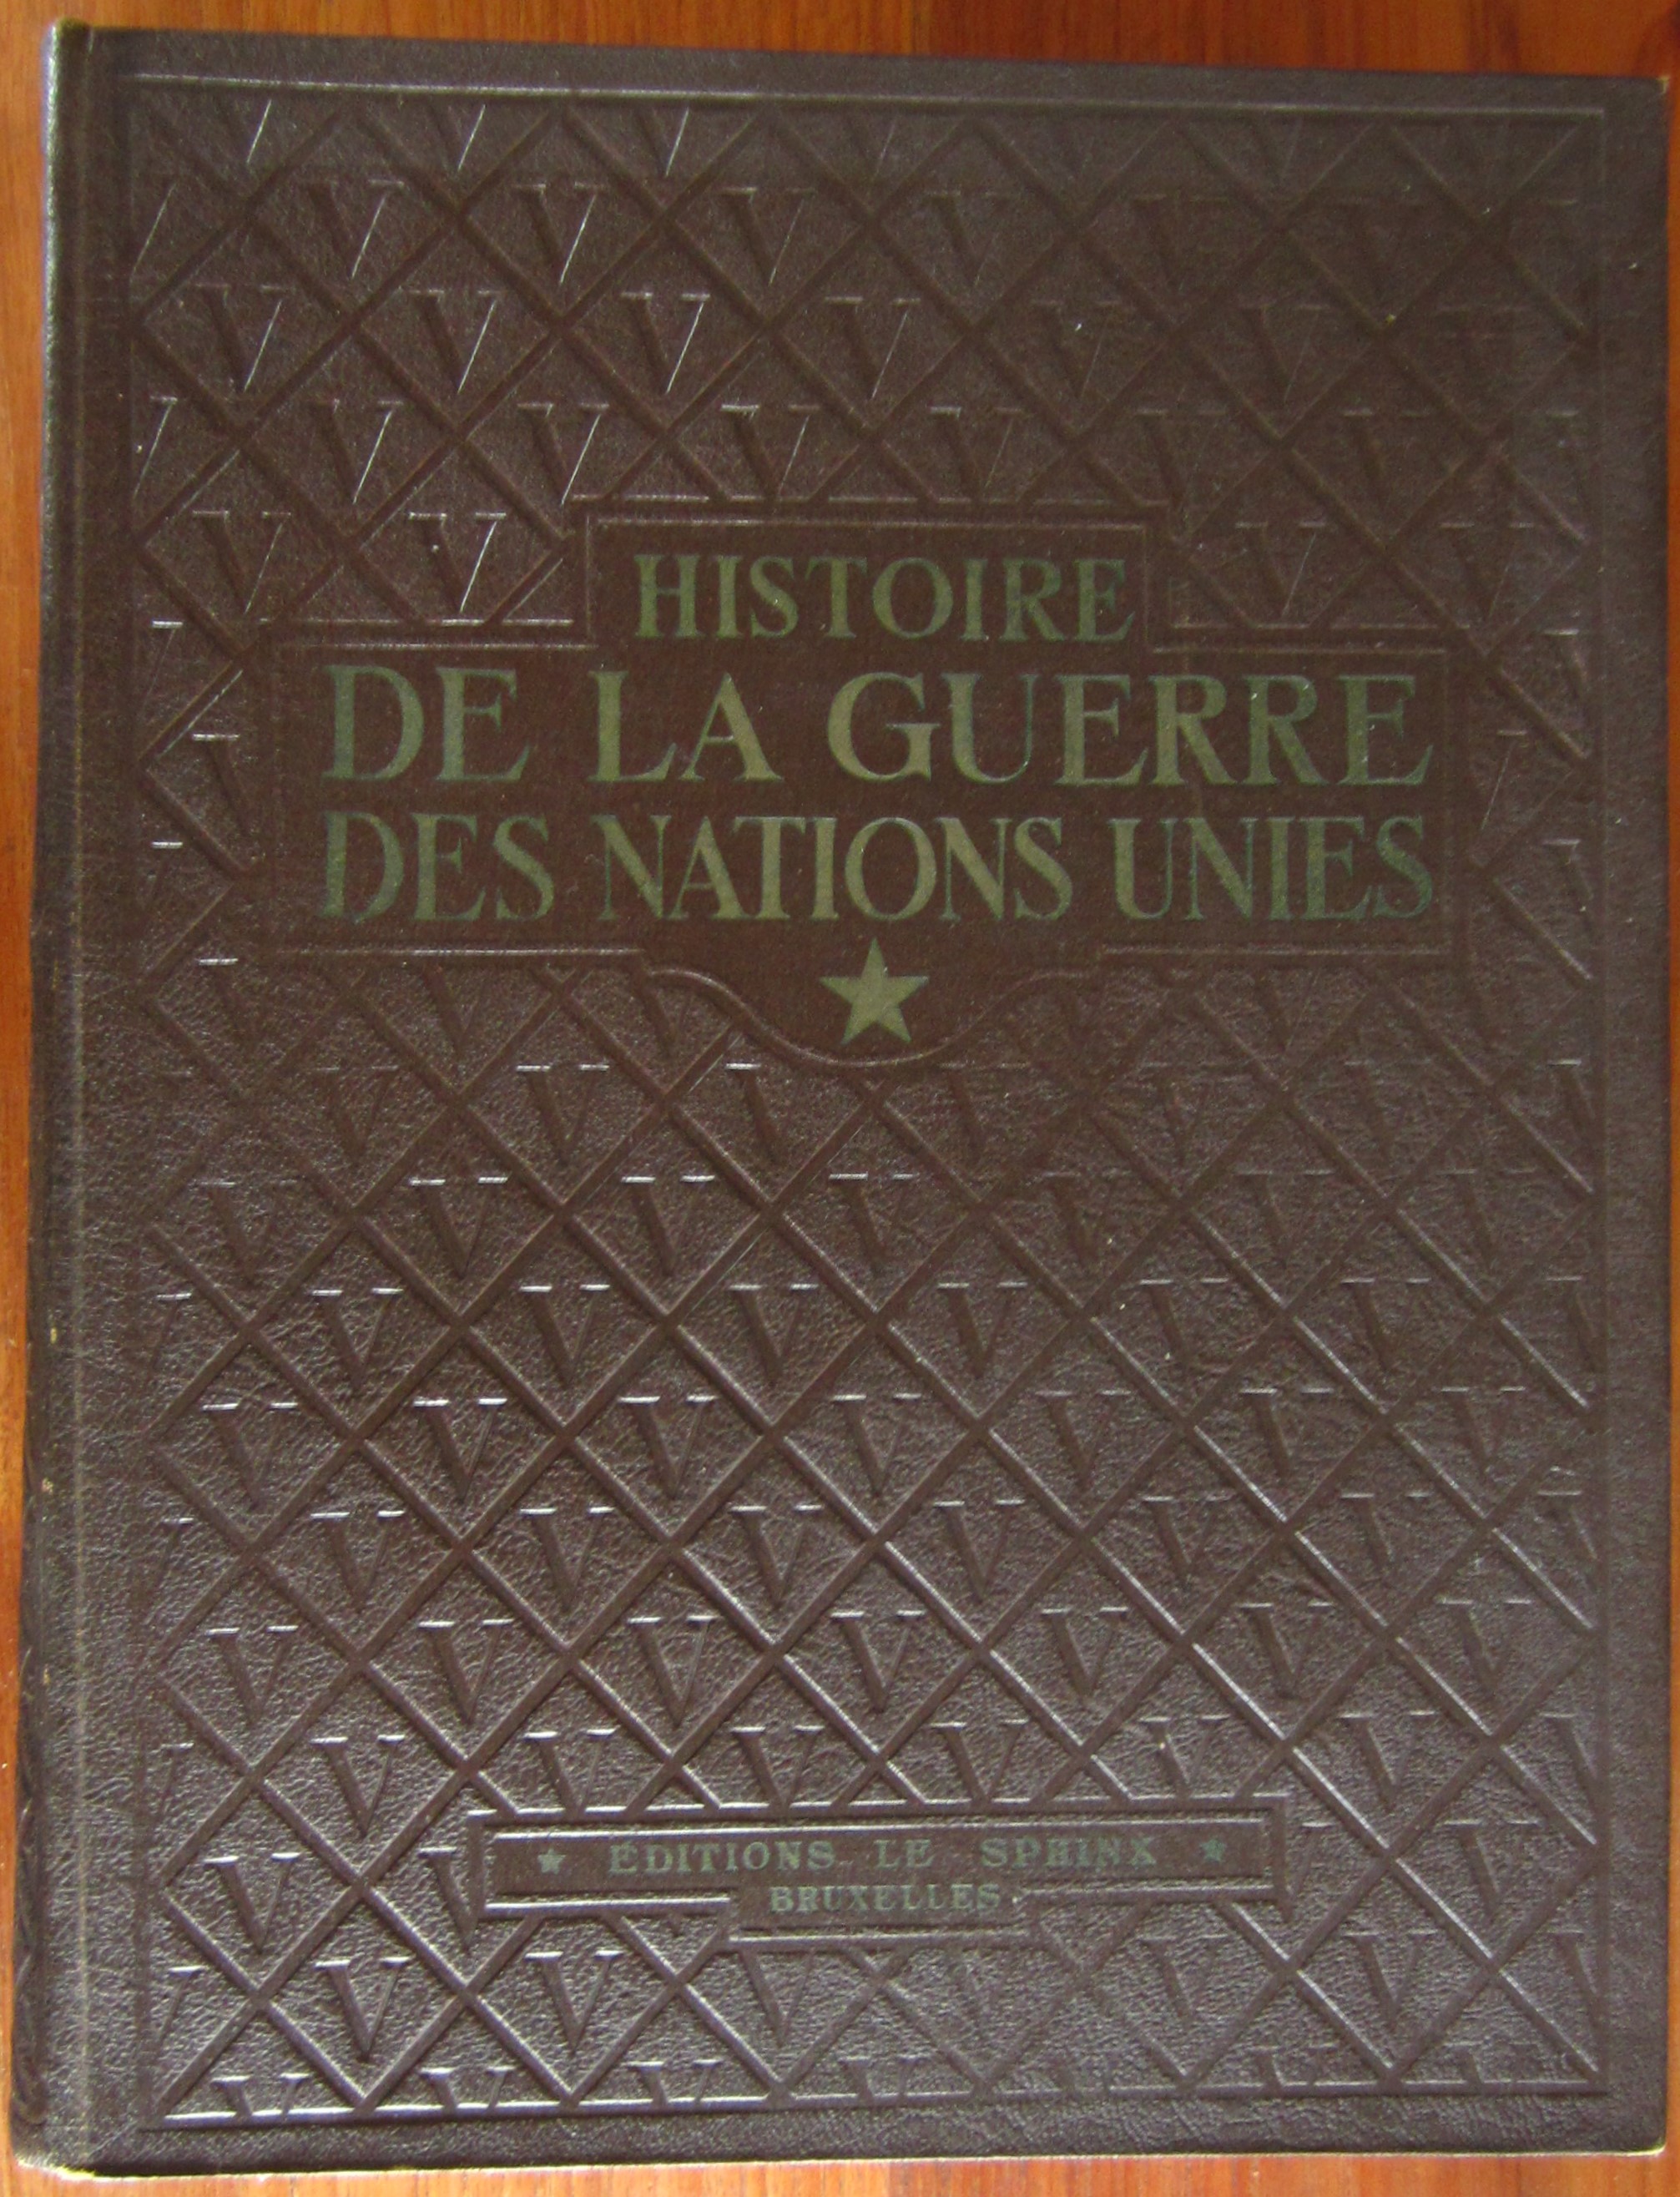 HISTOIRE
DE LA GUERRE
DES NATIONS UNIES
★
★ ÉDITIONS LE SPHINX ★
BRUXELLES